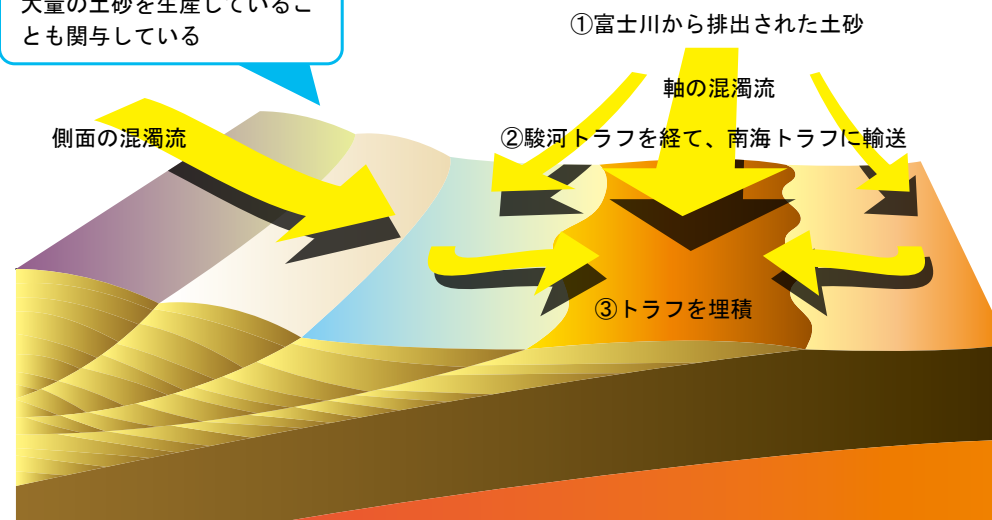 大量の土砂を生産しているこ
とも関与している
①富士川から排出された土砂
軸の混濁流
側面の混濁流
②駿河トラフを経て、南海トラフに輸送
③トラフを埋積